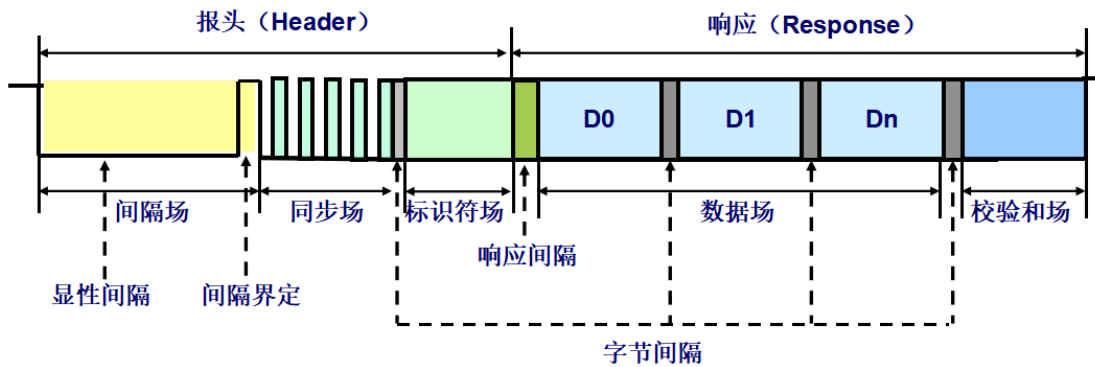 报头（Header）
响应（Response）
D0
D1
Dn
间隔场
同步场
标识符场
数据场
校验和场
响应间隔
显性间隔
间隔界定
字节间隔